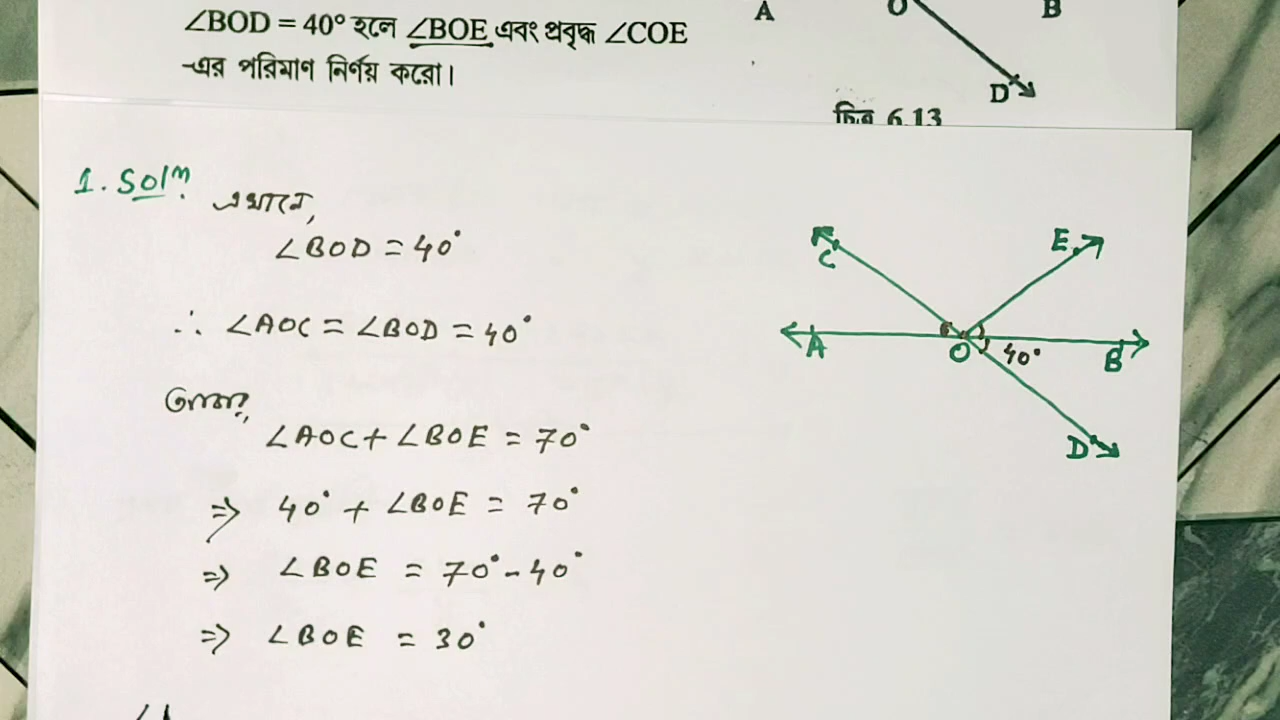 ∠BOD = 40° হলে ∠BOE এবং প্রবৃদ্ধ ∠COE
-এর পরিমাণ নির্ণয় করো।
A
O
B
D
চিত্র 6.13
1. Solⁿ
এখানে,
∠BOD = 40°
∴ ∠AOC = ∠BOD = 40°
∠AOC + ∠BOE = 70°
⇒ 40° + ∠BOE = 70°
⇒ ∠BOE = 70° - 40°
⇒ ∠BOE = 30°
C
E
A
O
40°
B
D